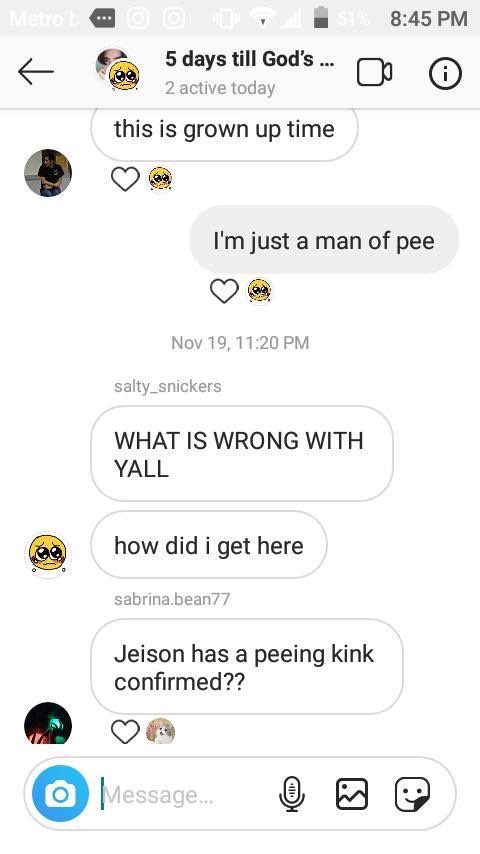 Metro b
51% 8:45 PM
5 days till God's ...
2 active today
this is grown up time
I'm just a man of pee
Nov 19, 11:20 PM
salty_snickers
WHAT IS WRONG WITH
YALL
how did i get here
sabrina.bean77
Jeison has a peeing kink
confirmed??
Message...